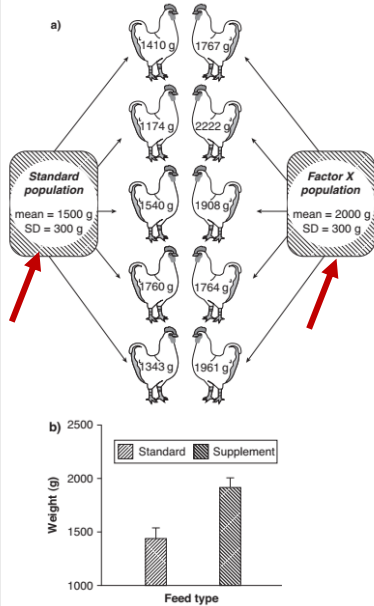 a)
1410 g 1767 g
1174 g 2222 g
Standard
population
mean = 1500 g
SD = 300 g
1540 g 1908 g
Factor X
population
mean = 2000 g
SD = 300 g
1760 g 1764 g
1343 g 1961 g
b)
2500
2000
1500
1000
Weight (g)
Standard Supplement
Feed type